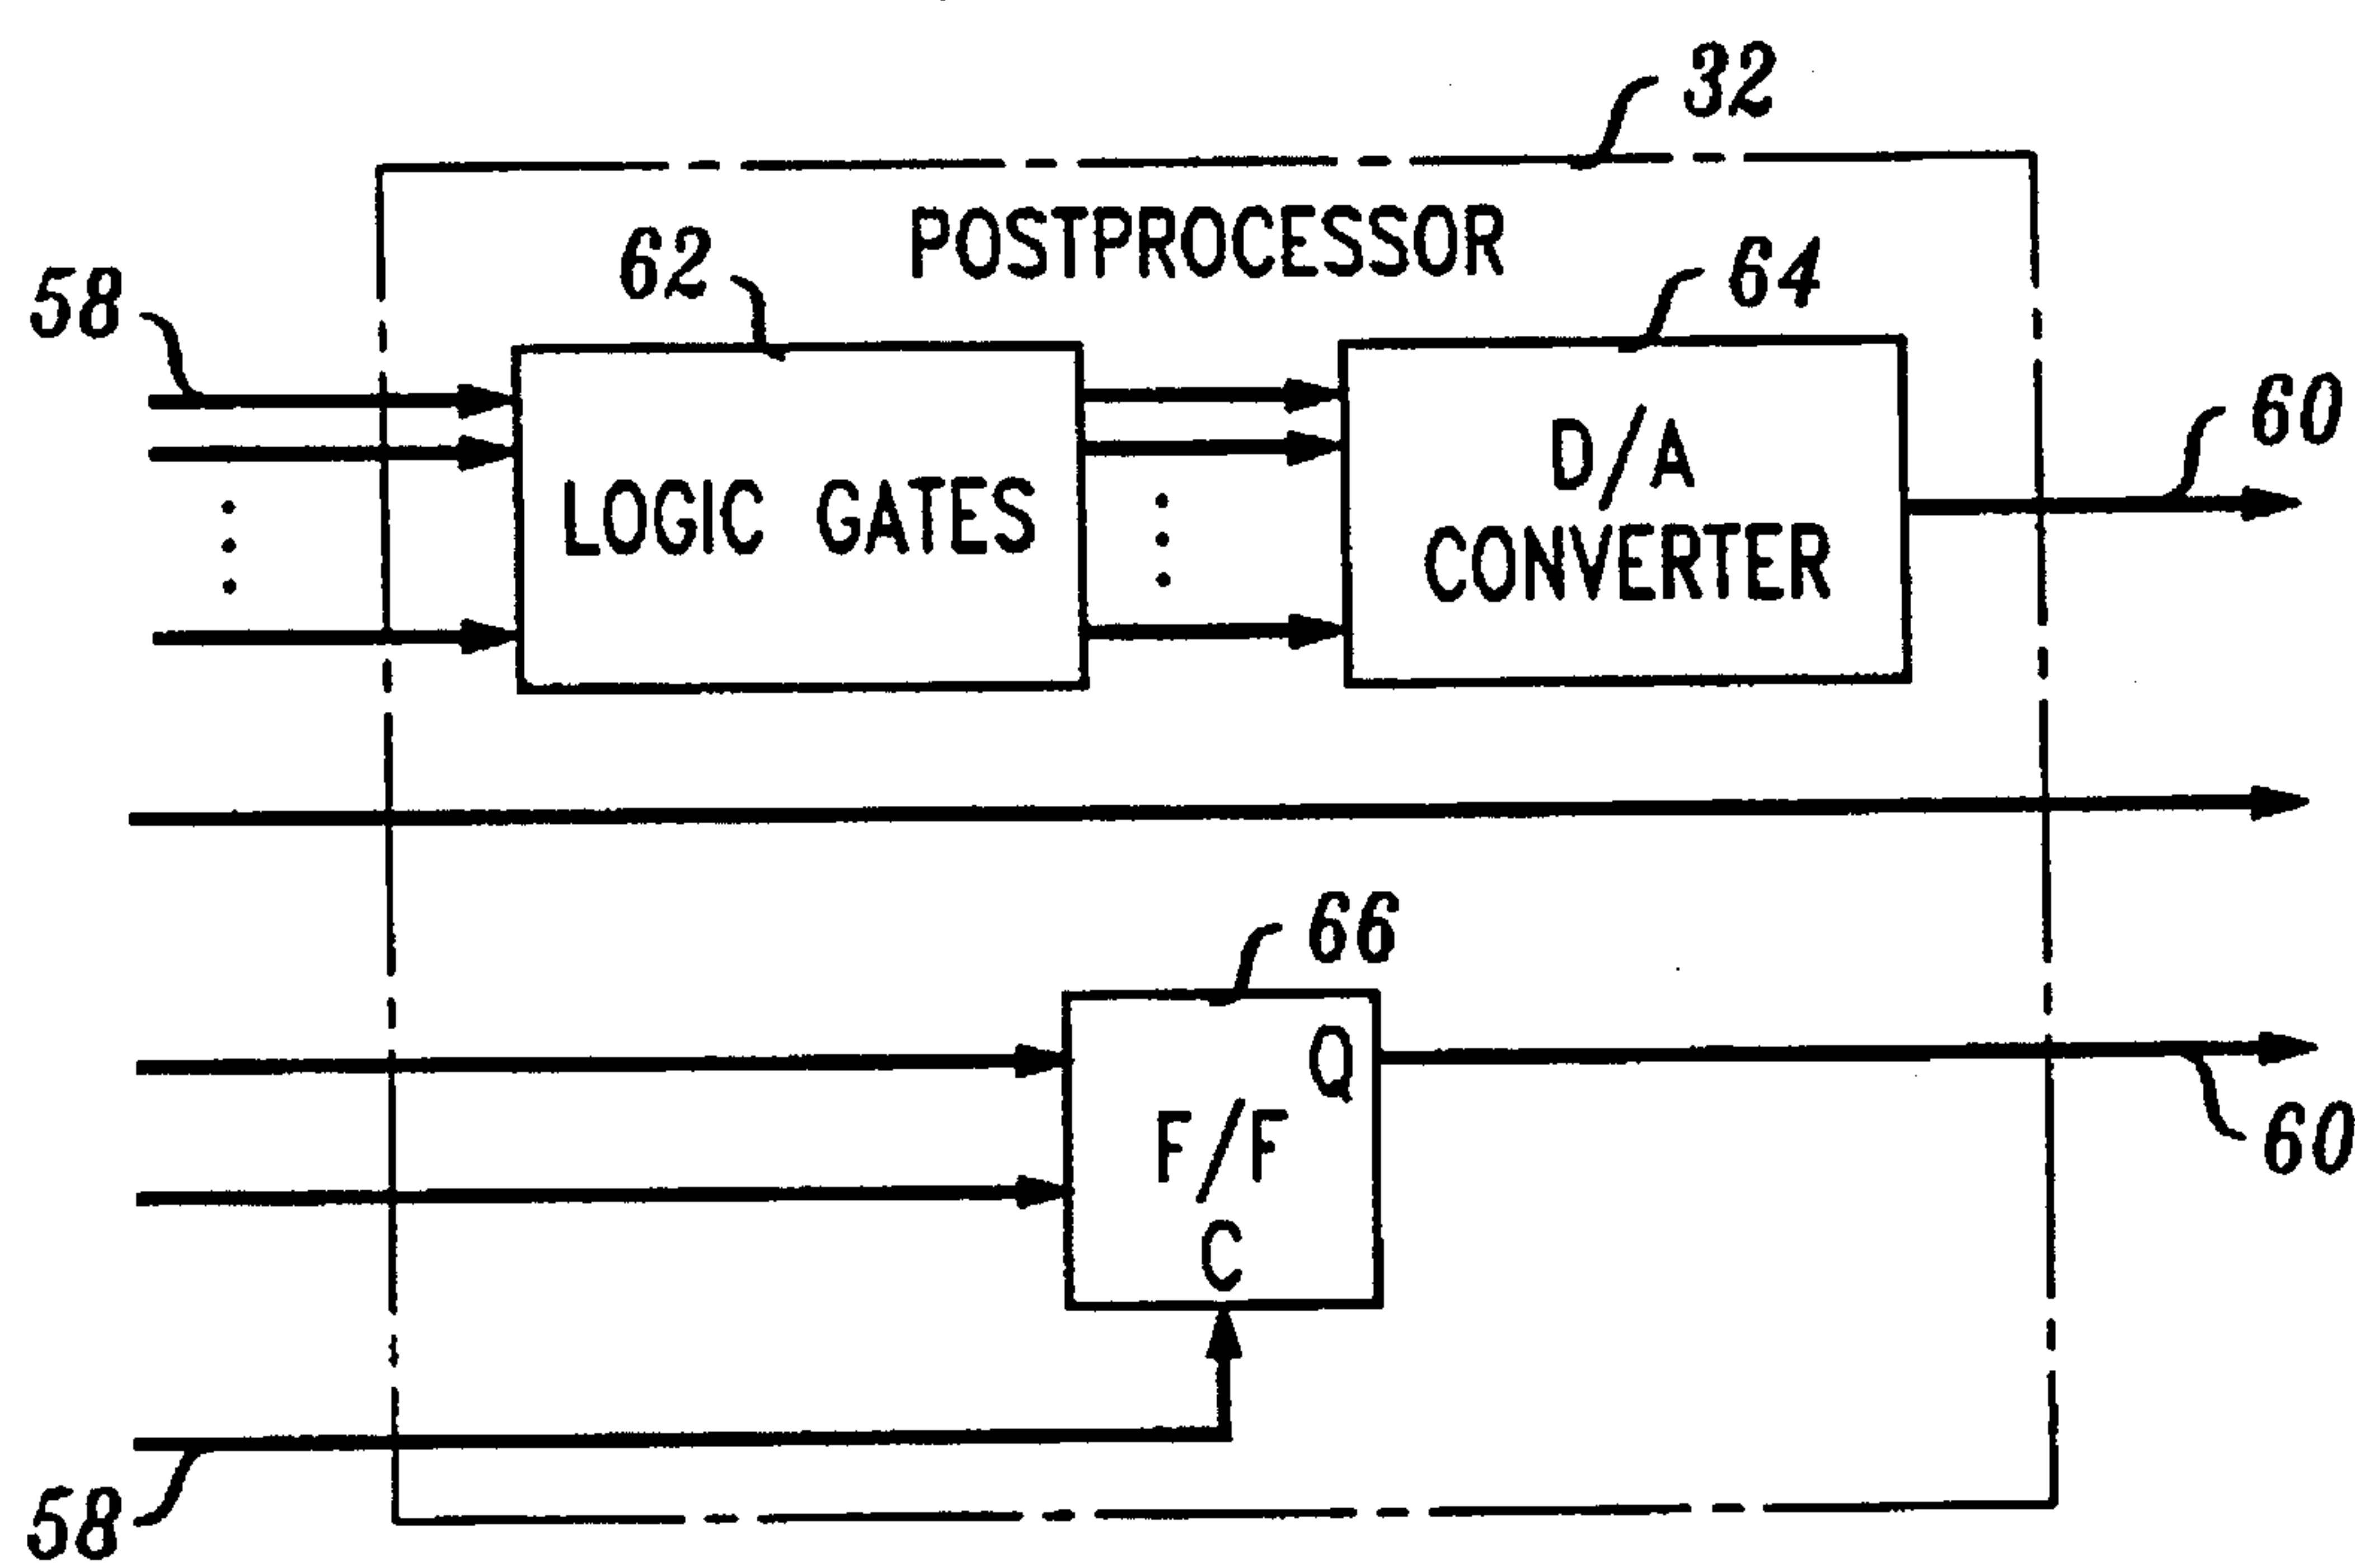 32
POSTPROCESSOR
62
64
58
60
LOGIC GATES
D/A
CONVERTER
66
Q
F/F
C
60
58